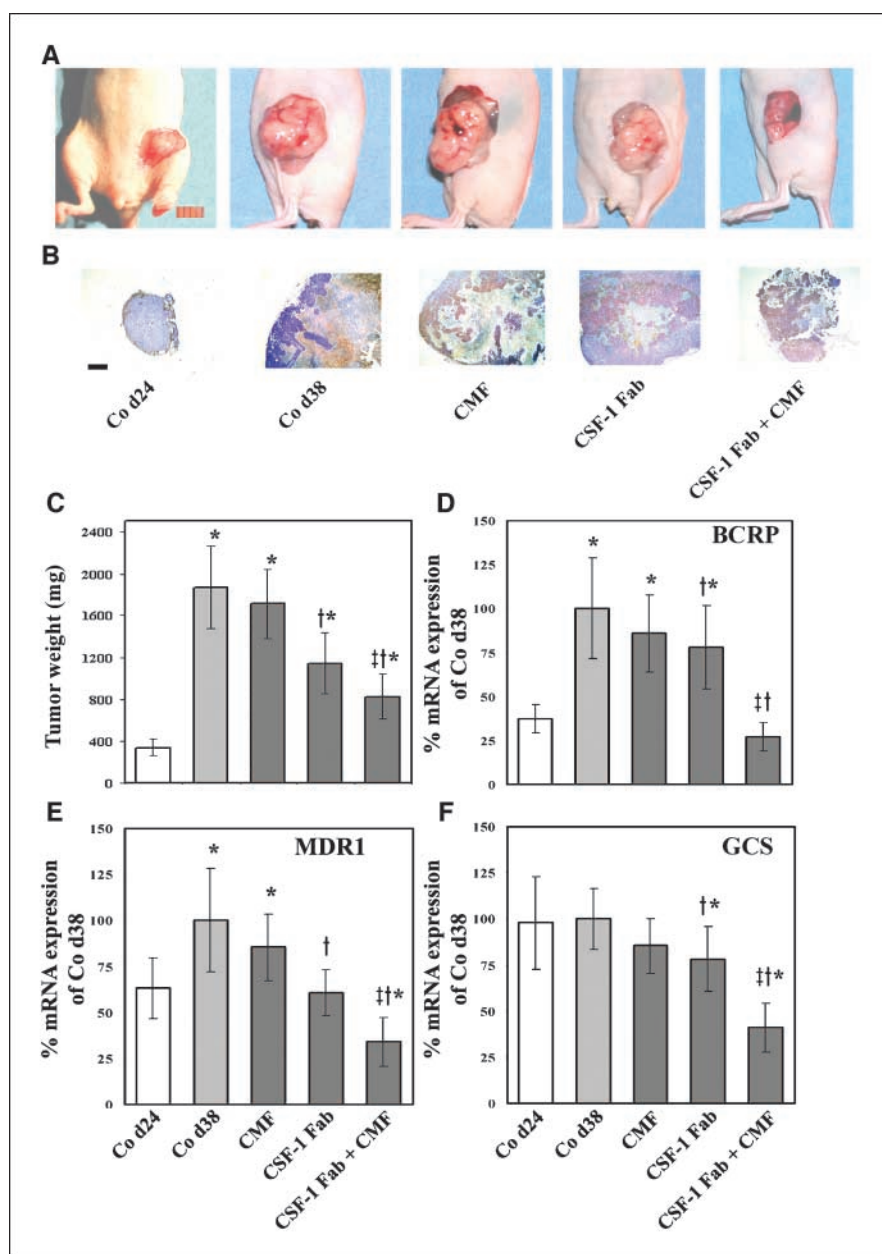 A
B
Co d24
Co d38
CMF
CSF-1 Fab
CSF-1 Fab + CMF
C
Tumor weight (mg)
2400
2000
1600
1200
800
400
0
*
*
†*
‡†*
D
BCRP
% mRNA expression
of Co d38
150
125
100
75
50
25
0
*
*
†*
‡†
E
MDR1
% mRNA expression
of Co d38
150
125
100
75
50
25
0
*
*
†
‡†*
Co d24
Co d38
CMF
CSF-1 Fab
CSF-1 Fab + CMF
F
GCS
% mRNA expression
of Co d38
150
125
100
75
50
25
0
†*
‡†*
Co d24
Co d38
CMF
CSF-1 Fab
CSF-1 Fab + CMF